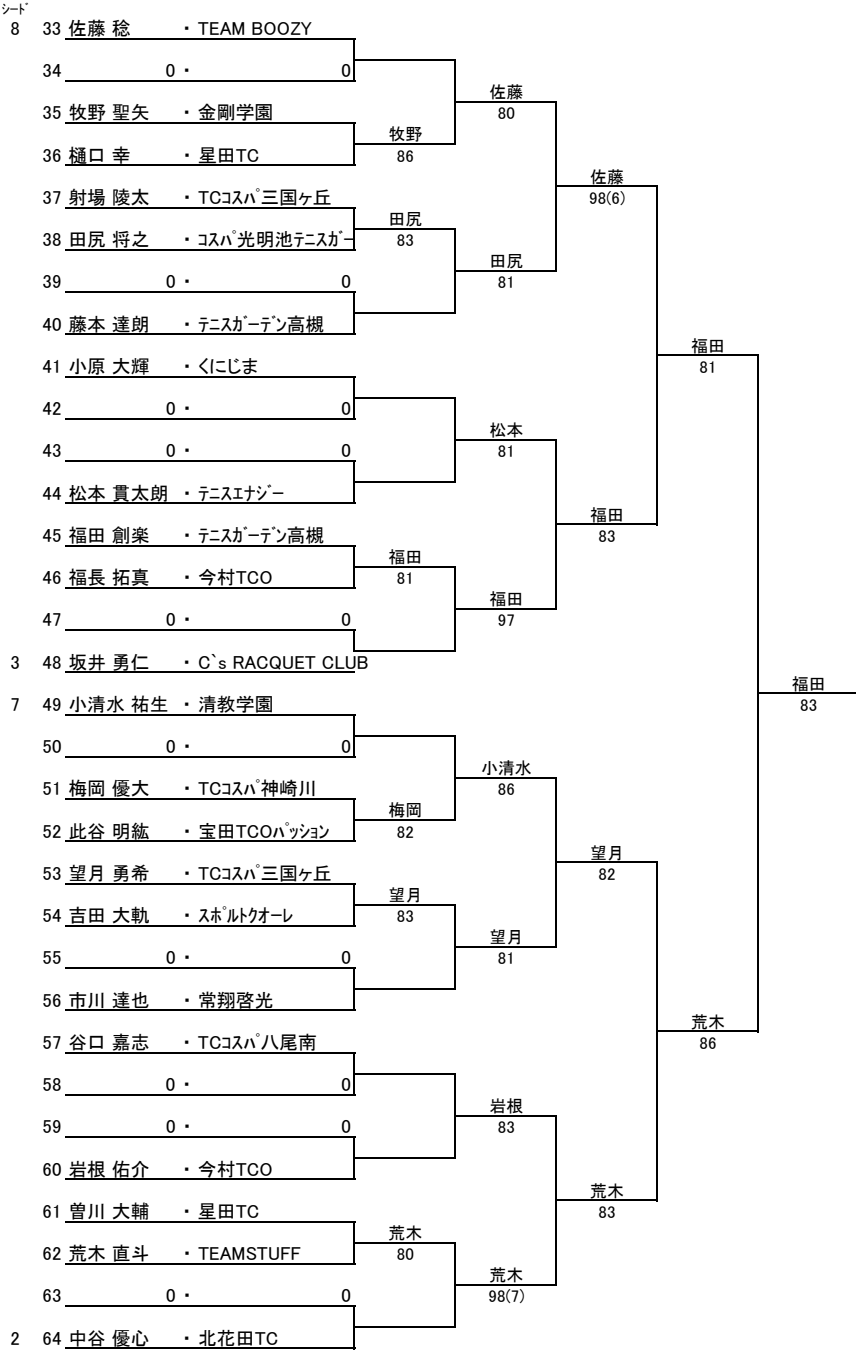 シード
8 33 佐藤 稔 ・ TEAM BOOZY
34 0 ・ 0
佐藤
35 牧野 聖矢 ・ 金剛学園
80
牧野
36 樋口 幸 ・ 星田TC
86
佐藤
37 射場 陵太 ・ TCコスパ三国ヶ丘
98(6)
田尻
38 田尻 将之 ・ コスパ光明池テニスガー
83
田尻
39 0 ・ 0
81
40 藤本 達朗 ・ テニスガーデン高槻
福田
41 小原 大輝 ・ くにじま
81
42 0 ・ 0
松本
43 0 ・ 0
81
44 松本 貫太朗 ・ テニスエナジー
福田
45 福田 創楽 ・ テニスガーデン高槻
83
福田
46 福長 拓真 ・ 今村TCO
81
福田
47 0 ・ 0
97
3 48 坂井 勇仁 ・ C`s RACQUET CLUB
福田
7 49 小清水 祐生 ・ 清教学園
83
50 0 ・ 0
小清水
51 梅岡 優大 ・ TCコスパ神崎川
86
梅岡
52 此谷 明紘 ・ 宝田TCOパッション
82
望月
53 望月 勇希 ・ TCコスパ三国ヶ丘
82
望月
54 吉田 大軌 ・ スポルトクオーレ
83
望月
55 0 ・ 0
81
56 市川 達也 ・ 常翔啓光
荒木
57 谷口 嘉志 ・ TCコスパ八尾南
86
58 0 ・ 0
岩根
59 0 ・ 0
83
60 岩根 佑介 ・ 今村TCO
荒木
61 曽川 大輔 ・ 星田TC
83
荒木
62 荒木 直斗 ・ TEAMSTUFF
80
荒木
63 0 ・ 0
98(7)
2 64 中谷 優心 ・ 北花田TC